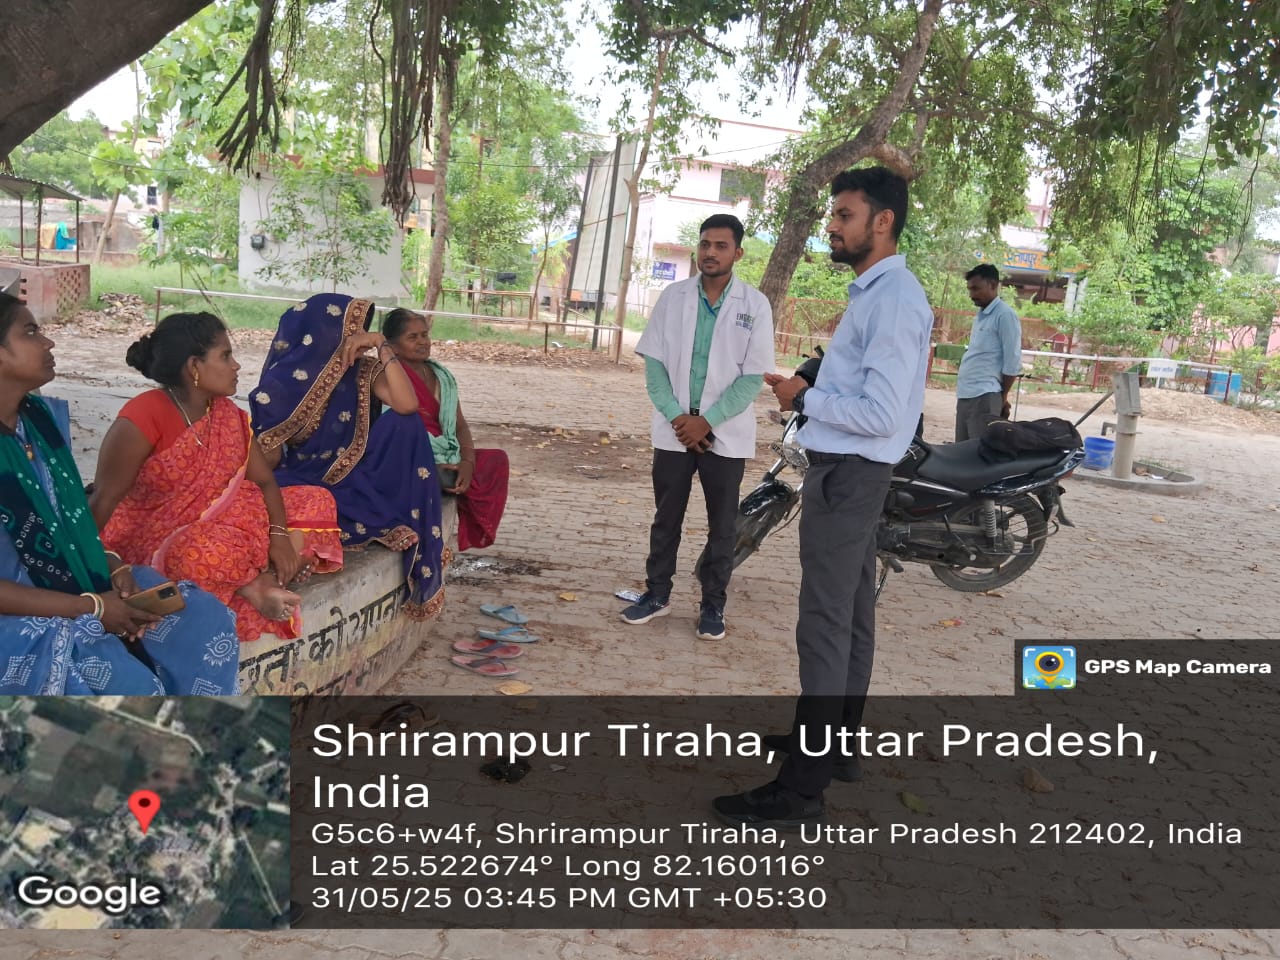 को अपना
GPS Map Camera
Shrirampur Tiraha, Uttar Pradesh,
India
G5c6+w4f, Shrirampur Tiraha, Uttar Pradesh 212402, India
Lat 25.522674° Long 82.160116°
31/05/25 03:45 PM GMT +05:30
Google